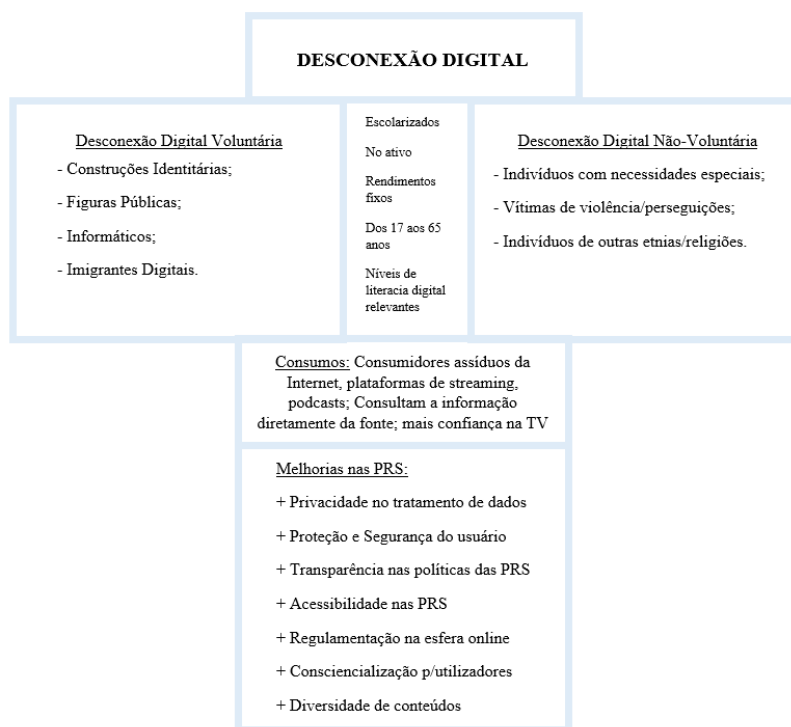 DESCONEXÃO DIGITAL
Desconexão Digital Voluntária
- Construções Identitárias;
- Figuras Públicas;
- Informáticos;
- Imigrantes Digitais.
Escolarizados
No ativo
Rendimentos
fixos
Dos 17 aos 65
anos
Níveis de
literacia digital
relevantes
Desconexão Digital Não-Voluntária
- Indivíduos com necessidades especiais;
- Vítimas de violência/perseguições;
- Indivíduos de outras etnias/religiões.
Consumos: Consumidores assíduos da
Internet, plataformas de streaming,
podcasts; Consultam a informação
diretamente da fonte; mais confiança na TV
Melhorias nas PRS:
+ Privacidade no tratamento de dados
+ Proteção e Segurança do usuário
+ Transparência nas políticas das PRS
+ Acessibilidade nas PRS
+ Regulamentação na esfera online
+ Consciencialização p/utilizadores
+ Diversidade de conteúdos